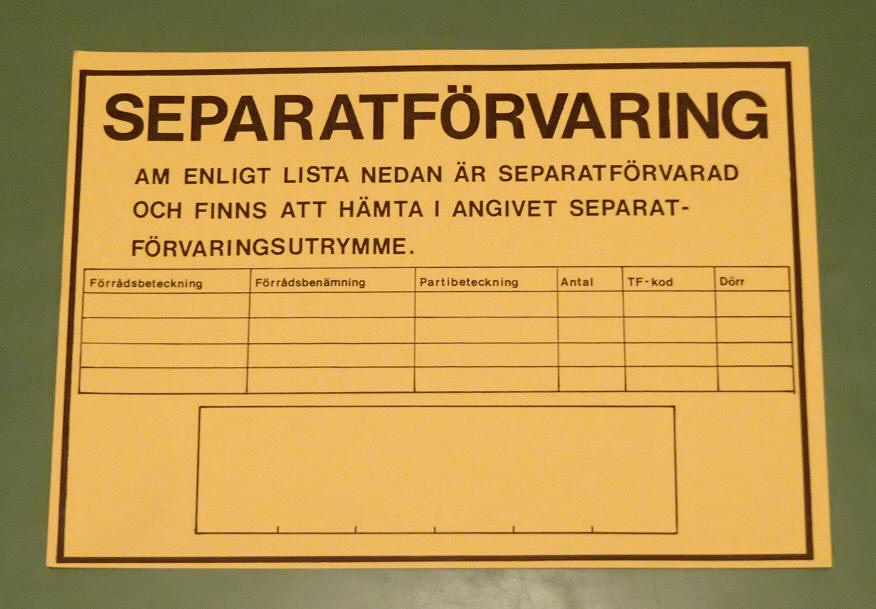 SEPARATFÖRVARING
AM ENLIGT LISTA NEDAN ÄR SEPARATFÖRVARAD
OCH FINNS ATT HÄMTA I ANGIVET SEPARAT-
FÖRVARINGSUTRYMME.
Förrådsbeteckning Förrådsbenämning Partibeteckning Antal TF-kod Dörr